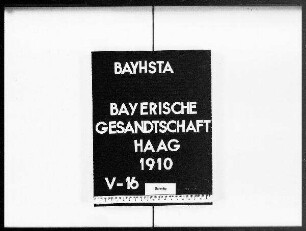 BAYHSTA
BAYERISCHE
GESANDTSCHAFT
HAAG
1910
V-16